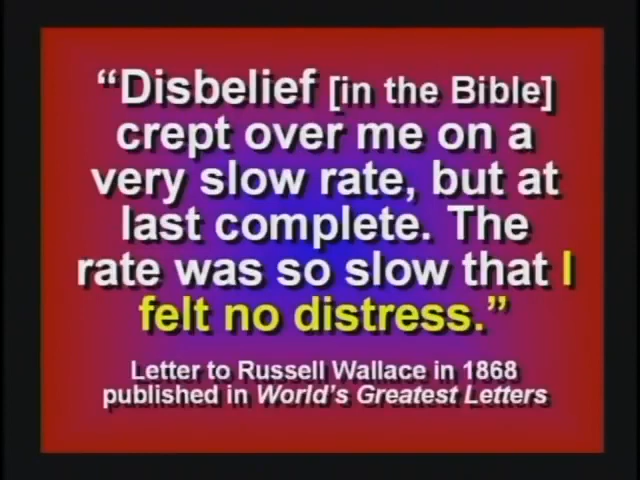 “Disbelief [in the Bible]
crept over me on a
very slow rate, but at
last complete. The
rate was so slow that I
felt no distress.”
Letter to Russell Wallace in 1868
published in World’s Greatest Letters